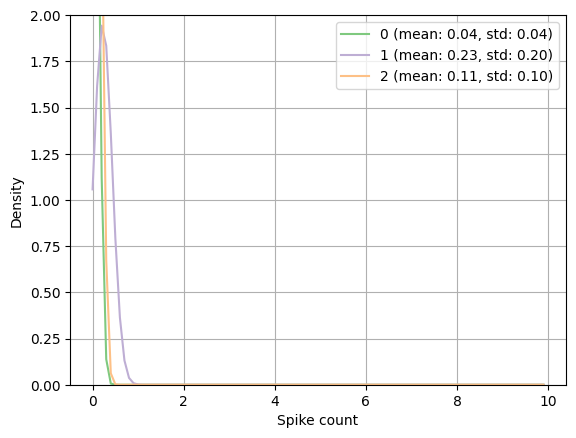 2.00
1.75
1.50
1.25
1.00
0.75
0.50
0.25
0.00
Density
0 (mean: 0.04, std: 0.04)
1 (mean: 0.23, std: 0.20)
2 (mean: 0.11, std: 0.10)
0 2 4 6 8 10
Spike count